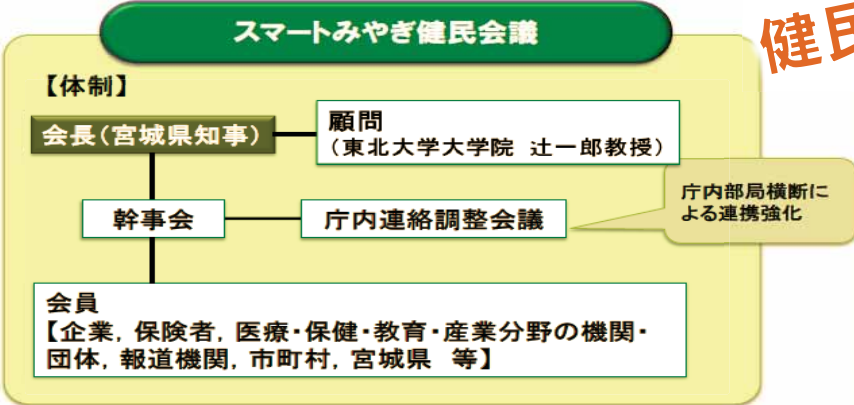 スマートみやぎ健民会議
健民
【体制】
会長(宮城県知事)
顧問
(東北大学大学院 辻一郎教授)
庁内部局横断に
よる連携強化
幹事会
庁内連絡調整会議
会員
【企業, 保険者, 医療・保健・教育・産業分野の機関・
団体, 報道機関, 市町村, 宮城県 等】